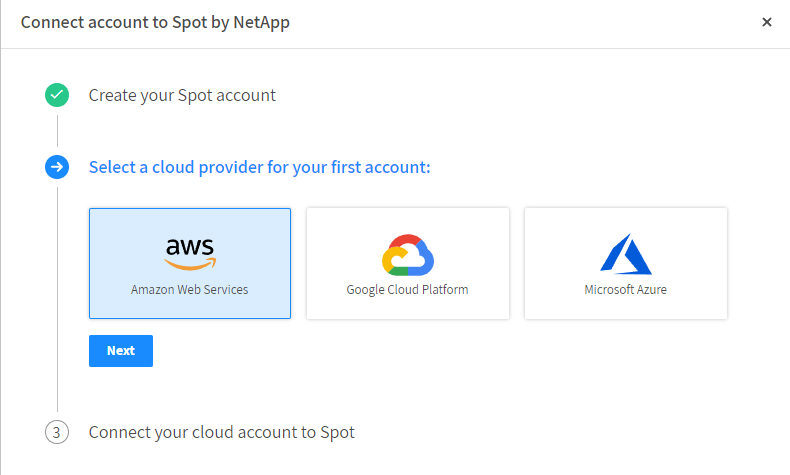 Connect account to Spot by NetApp
×
Create your Spot account
Select a cloud provider for your first account:
aws
Amazon Web Services
Google Cloud Platform
Microsoft Azure
Next
3
Connect your cloud account to Spot